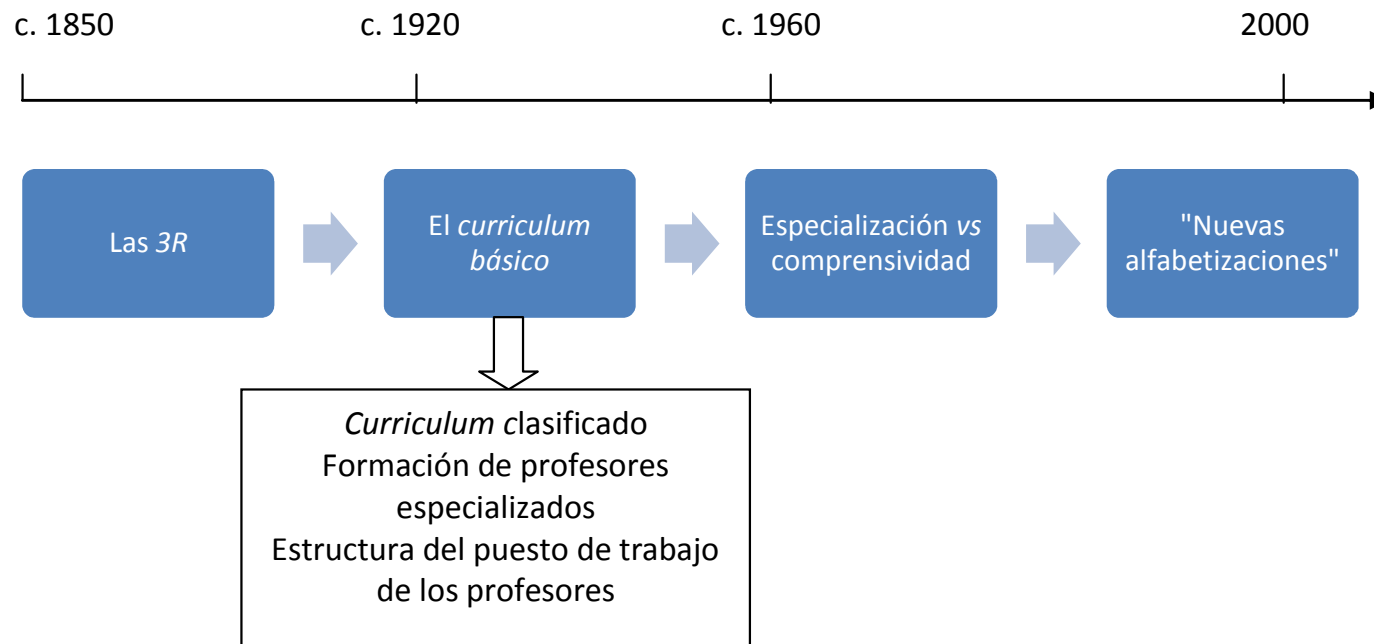 c. 1850
c. 1920
c. 1960
2000
Las 3R
El curriculum
básico
Especialización vs
comprensividad
"Nuevas
alfabetizaciones"
Curriculum clasificado
Formación de profesores
especializados
Estructura del puesto de trabajo
de los profesores